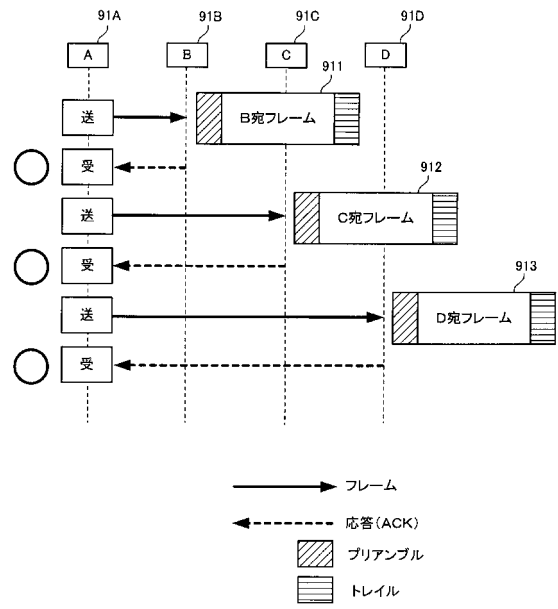 91A
91B
91C
91D
A
B
C
D
911
送
B宛フレーム
受
912
送
C宛フレーム
受
913
送
D宛フレーム
受
フレーム
応答(ACK)
プリアンブル
トレイル